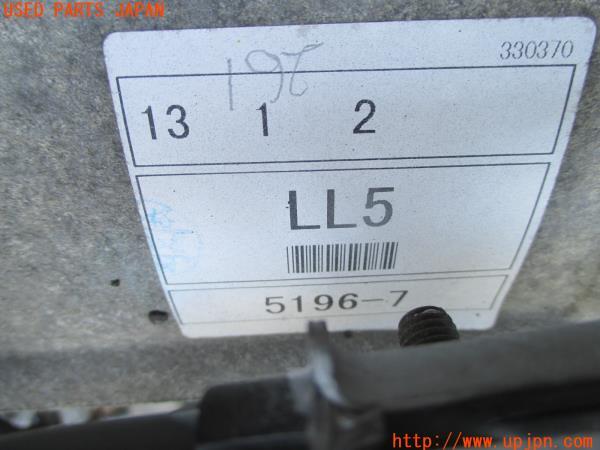 USED PARTS JAPAN
330370
13 1 2
LL5
5196-7
http://www.upjpn.com